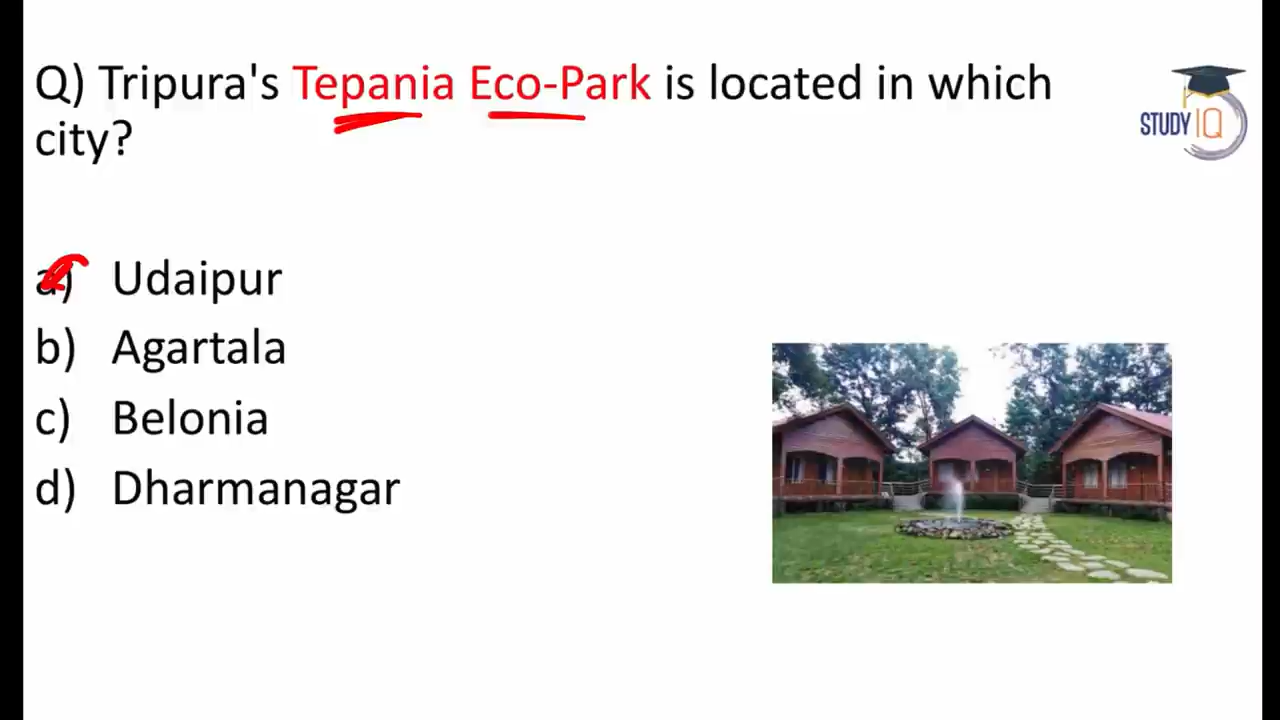 Q) Tripura's Tepania Eco-Park is located in which
city?
STUDY IQ
a) Udaipur
b) Agartala
c) Belonia
d) Dharmanagar